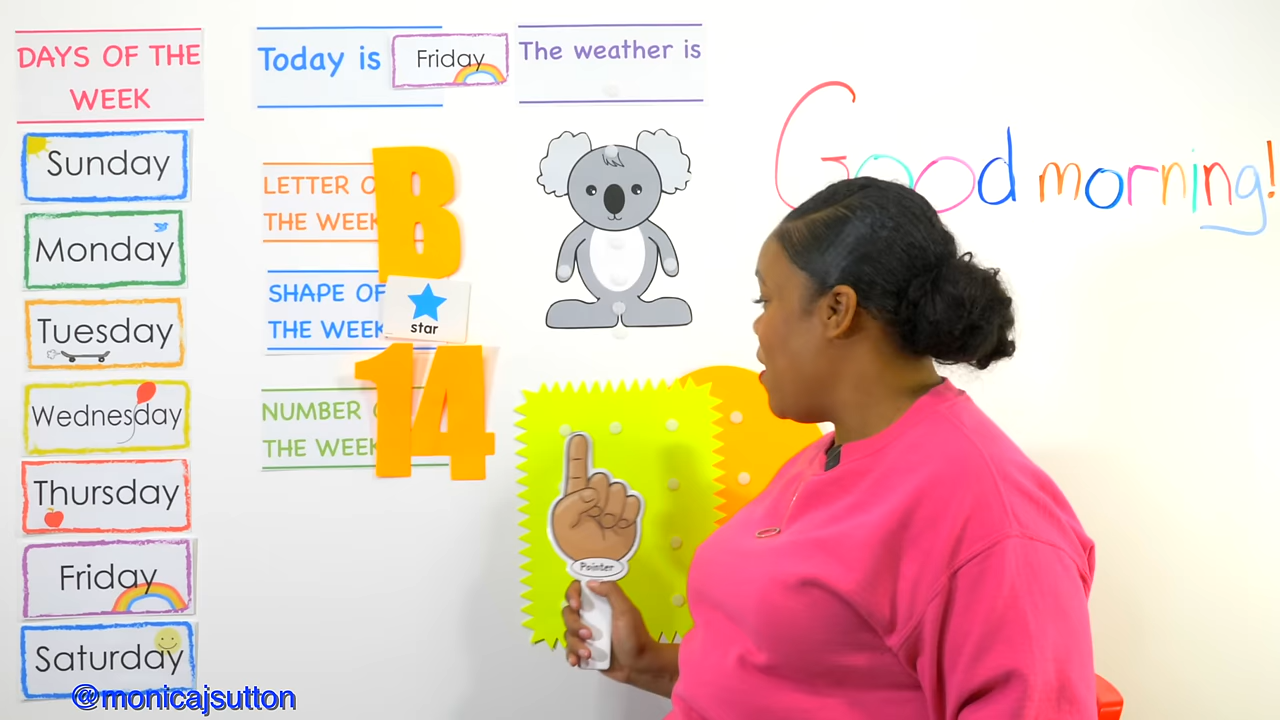 DAYS OF THE
WEEK
Sunday
Monday
Tuesday
Wednesday
Thursday
Friday
Saturday
Today is
Friday
LETTER O
THE WEEK
B
SHAPE OF
THE WEEK
star
NUMBER
THE WEEK
14
The weather is
Good morning!
Pointer
@monicajsutton